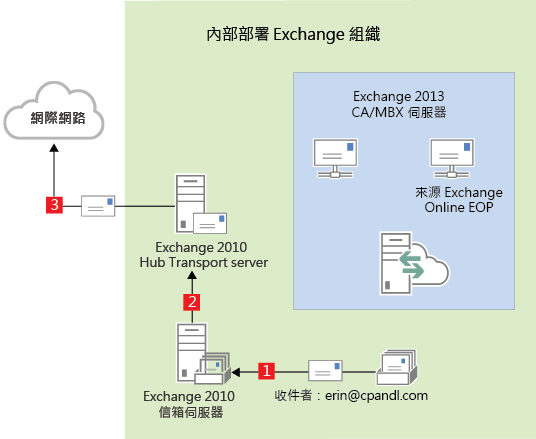 內部部署 Exchange 組織
網際網路
Exchange 2013
CA/MBX 伺服器
來源 Exchange
Online EOP
3
Exchange 2010
Hub Transport server
2
1
Exchange 2010
信箱伺服器
收件者：erin@cpandl.com